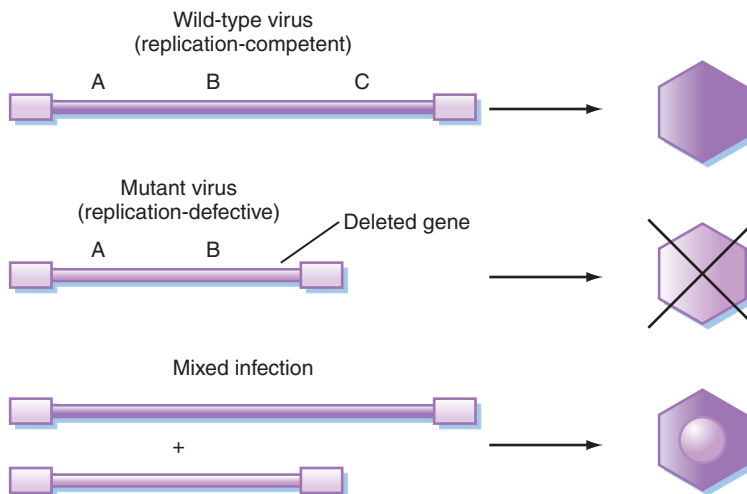 Wild-type virus
(replication-competent)
A B C
Mutant virus
(replication-defective)
Deleted gene
A B
Mixed infection
+